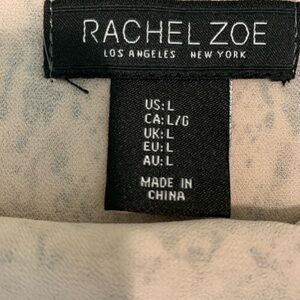 RACHEL ZOE
LOS ANGELES NEW YORK
US: L
CA: L/G
UK: L
EU: L
AU: L
MADE IN
CHINA